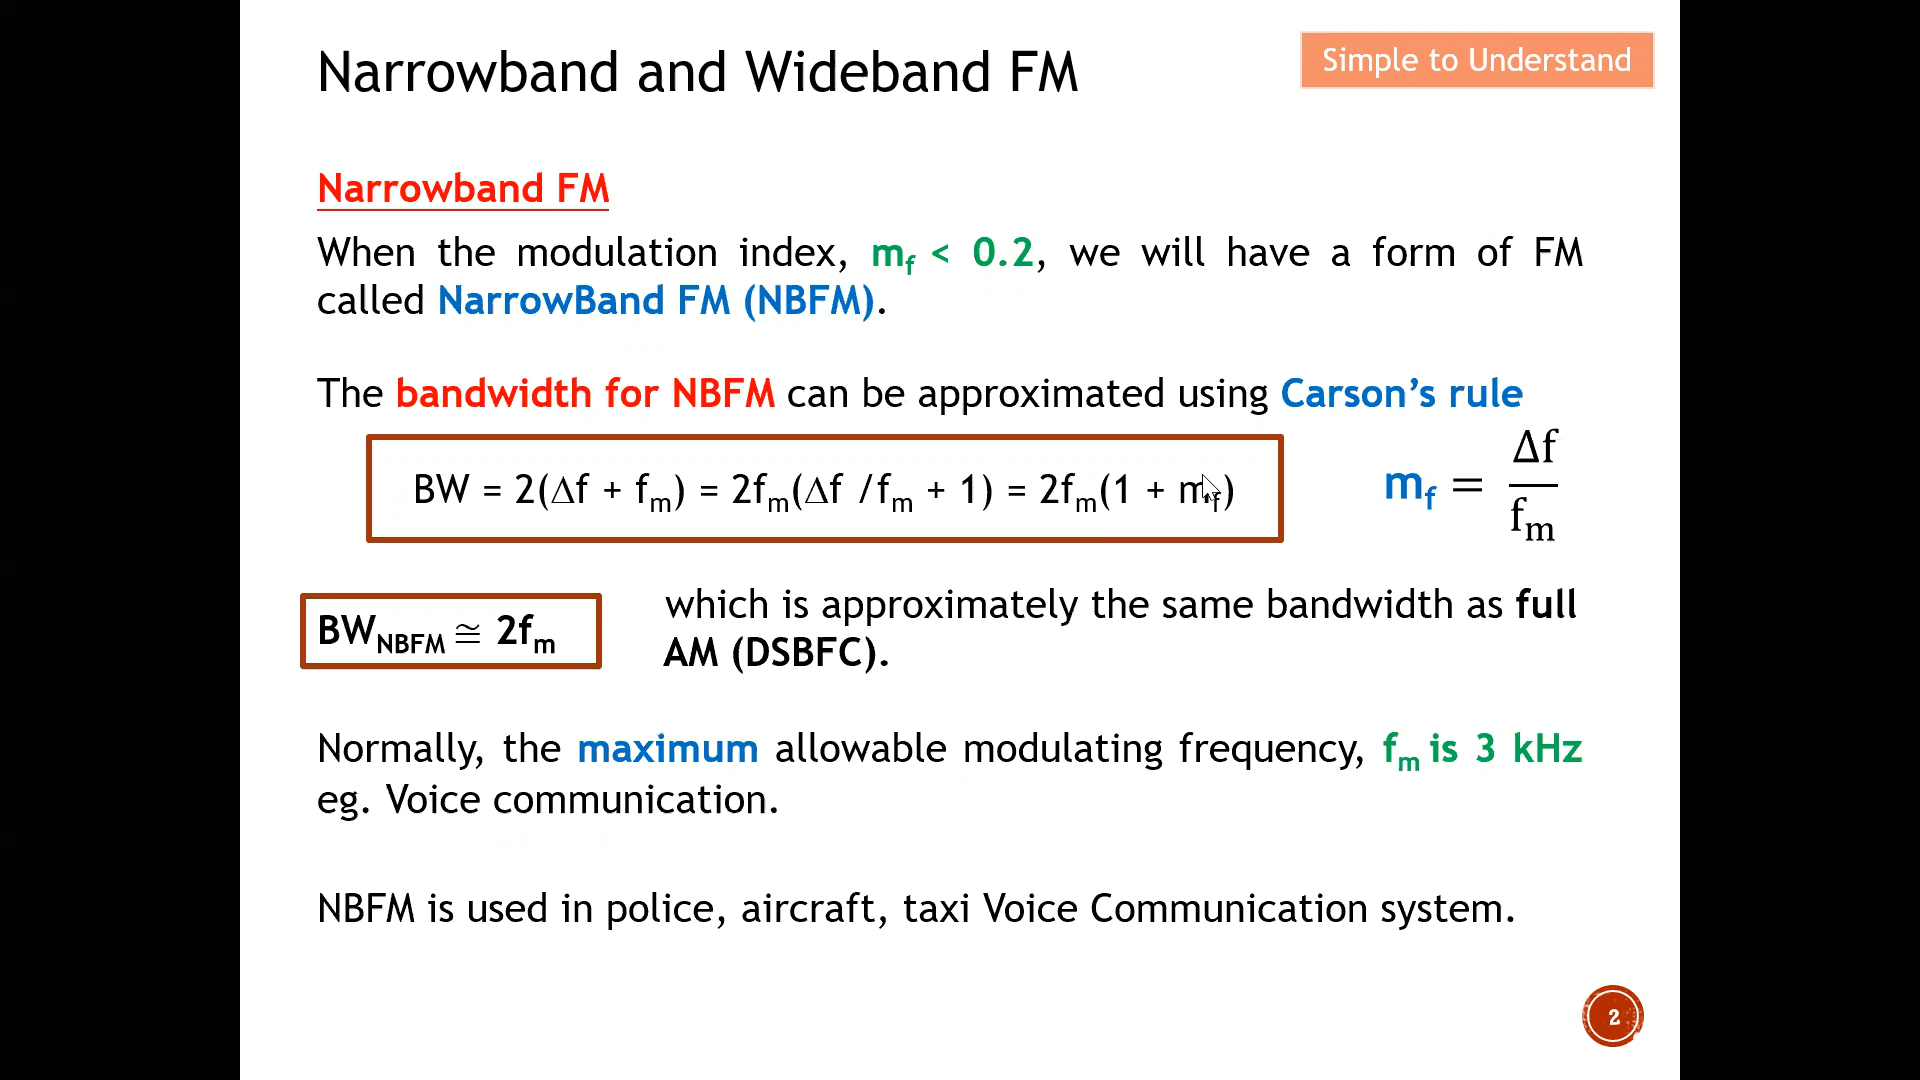 Narrowband and Wideband FM
Simple to Understand
Narrowband FM
When the modulation index, mf < 0.2, we will have a form of FM
called NarrowBand FM (NBFM).
The bandwidth for NBFM can be approximated using Carson’s rule
BW = 2(Δf + fm) = 2fm(Δf /fm + 1) = 2fm(1 + mf)
mf = Δf
fm
BWNBFM ≅ 2fm
which is approximately the same bandwidth as full
AM (DSBFC).
Normally, the maximum allowable modulating frequency, fm is 3 kHz
eg. Voice communication.
NBFM is used in police, aircraft, taxi Voice Communication system.
2